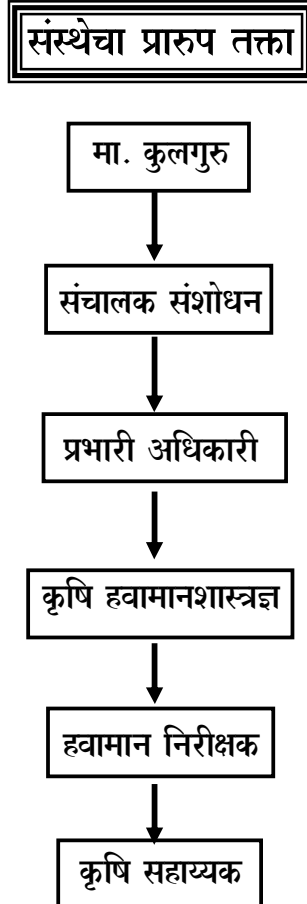 संस्थेचा प्रारुप तक्ता
मा. कुलगुरु
संचालक संशोधन
प्रभारी अधिकारी
कृषि हवामानशास्त्रज्ञ
हवामान निरीक्षक
कृषि सहाय्यक